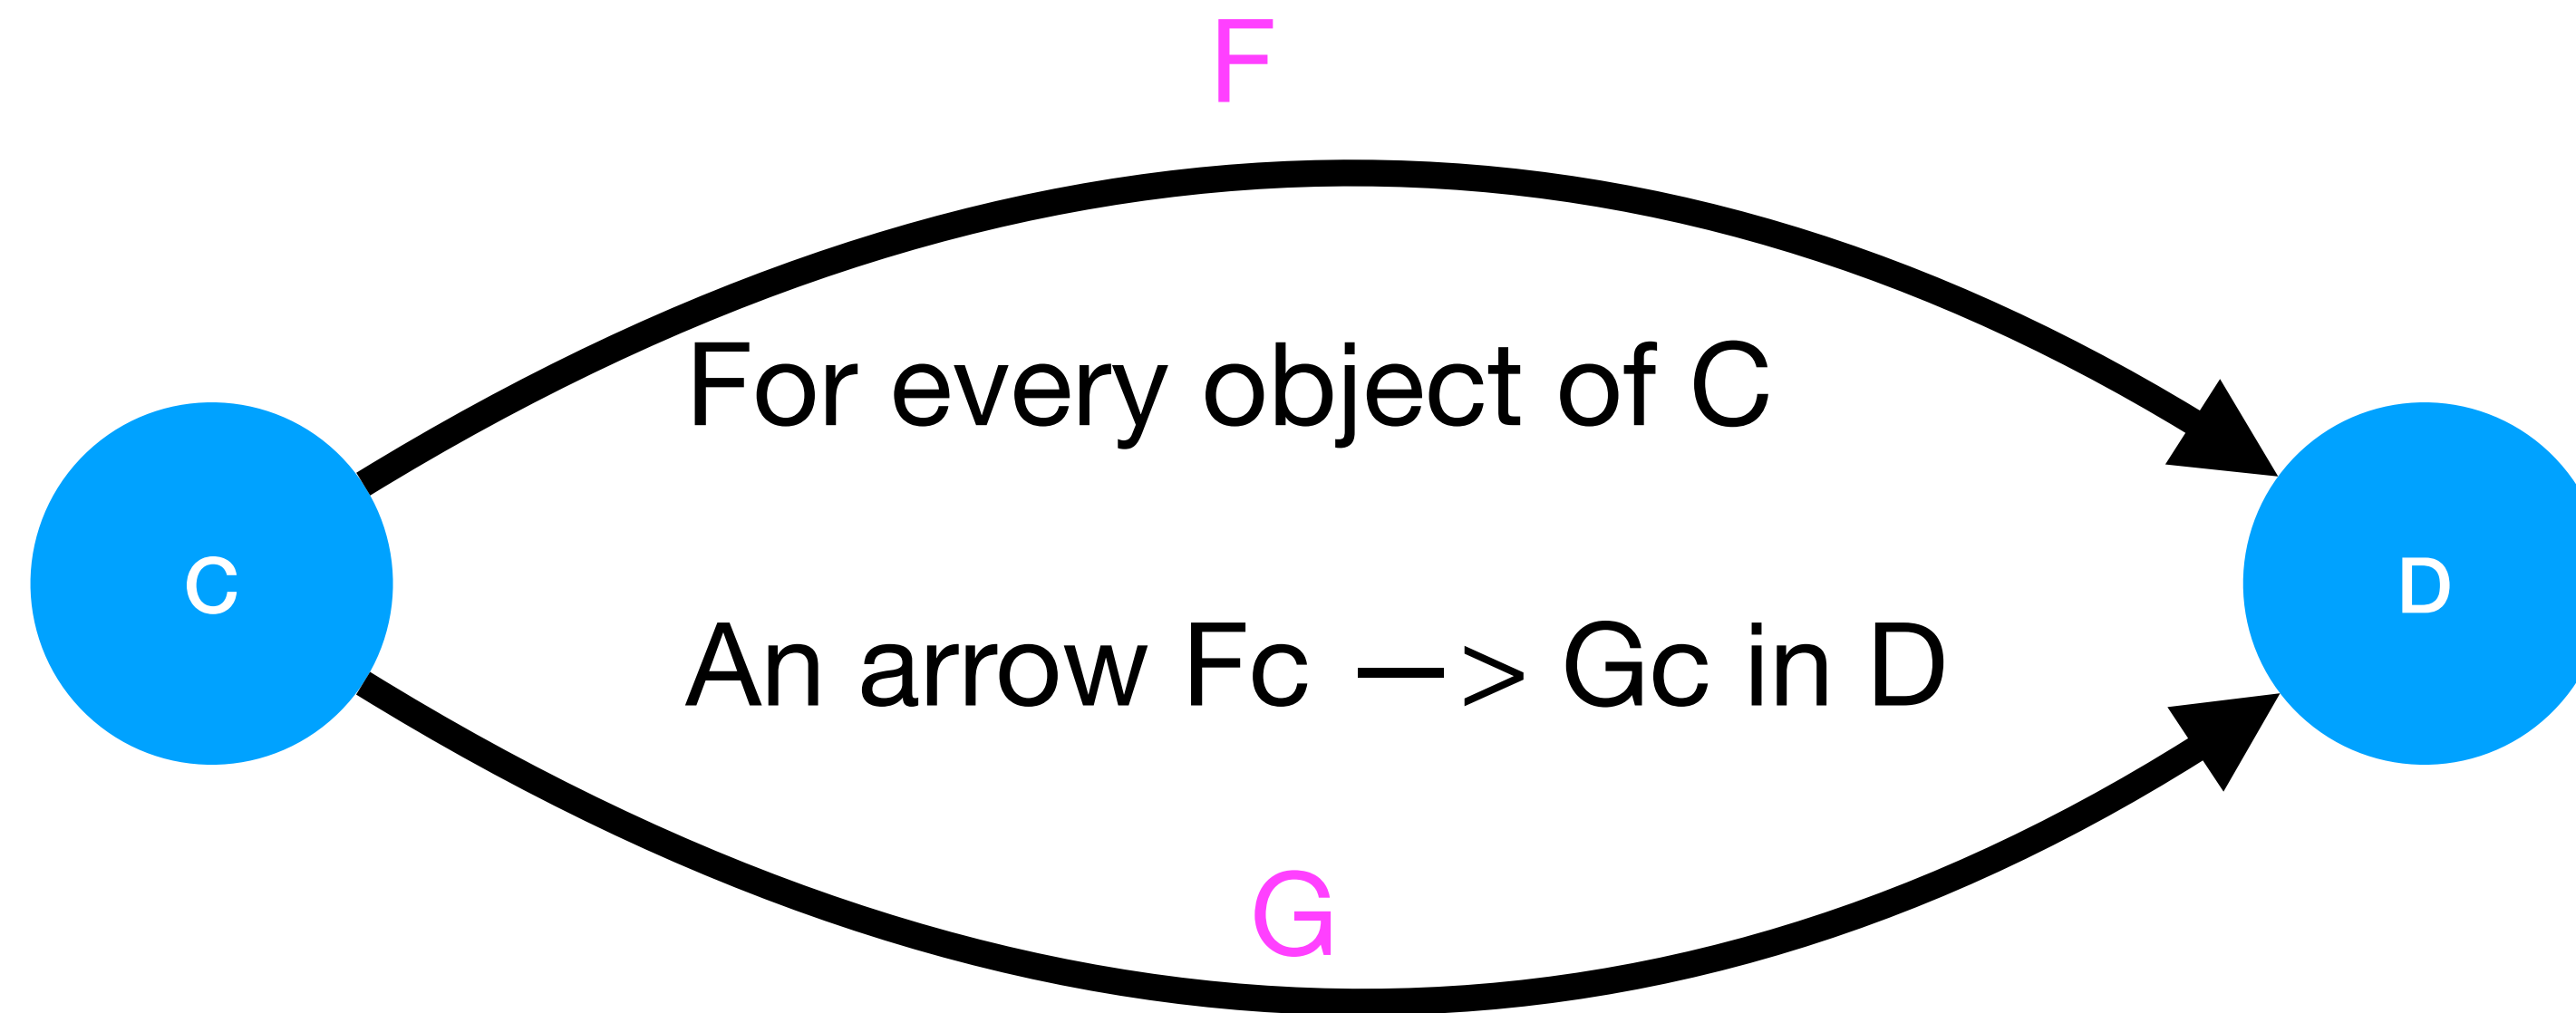 F
For every object of C
C
D
An arrow Fc —> Gc in D
G